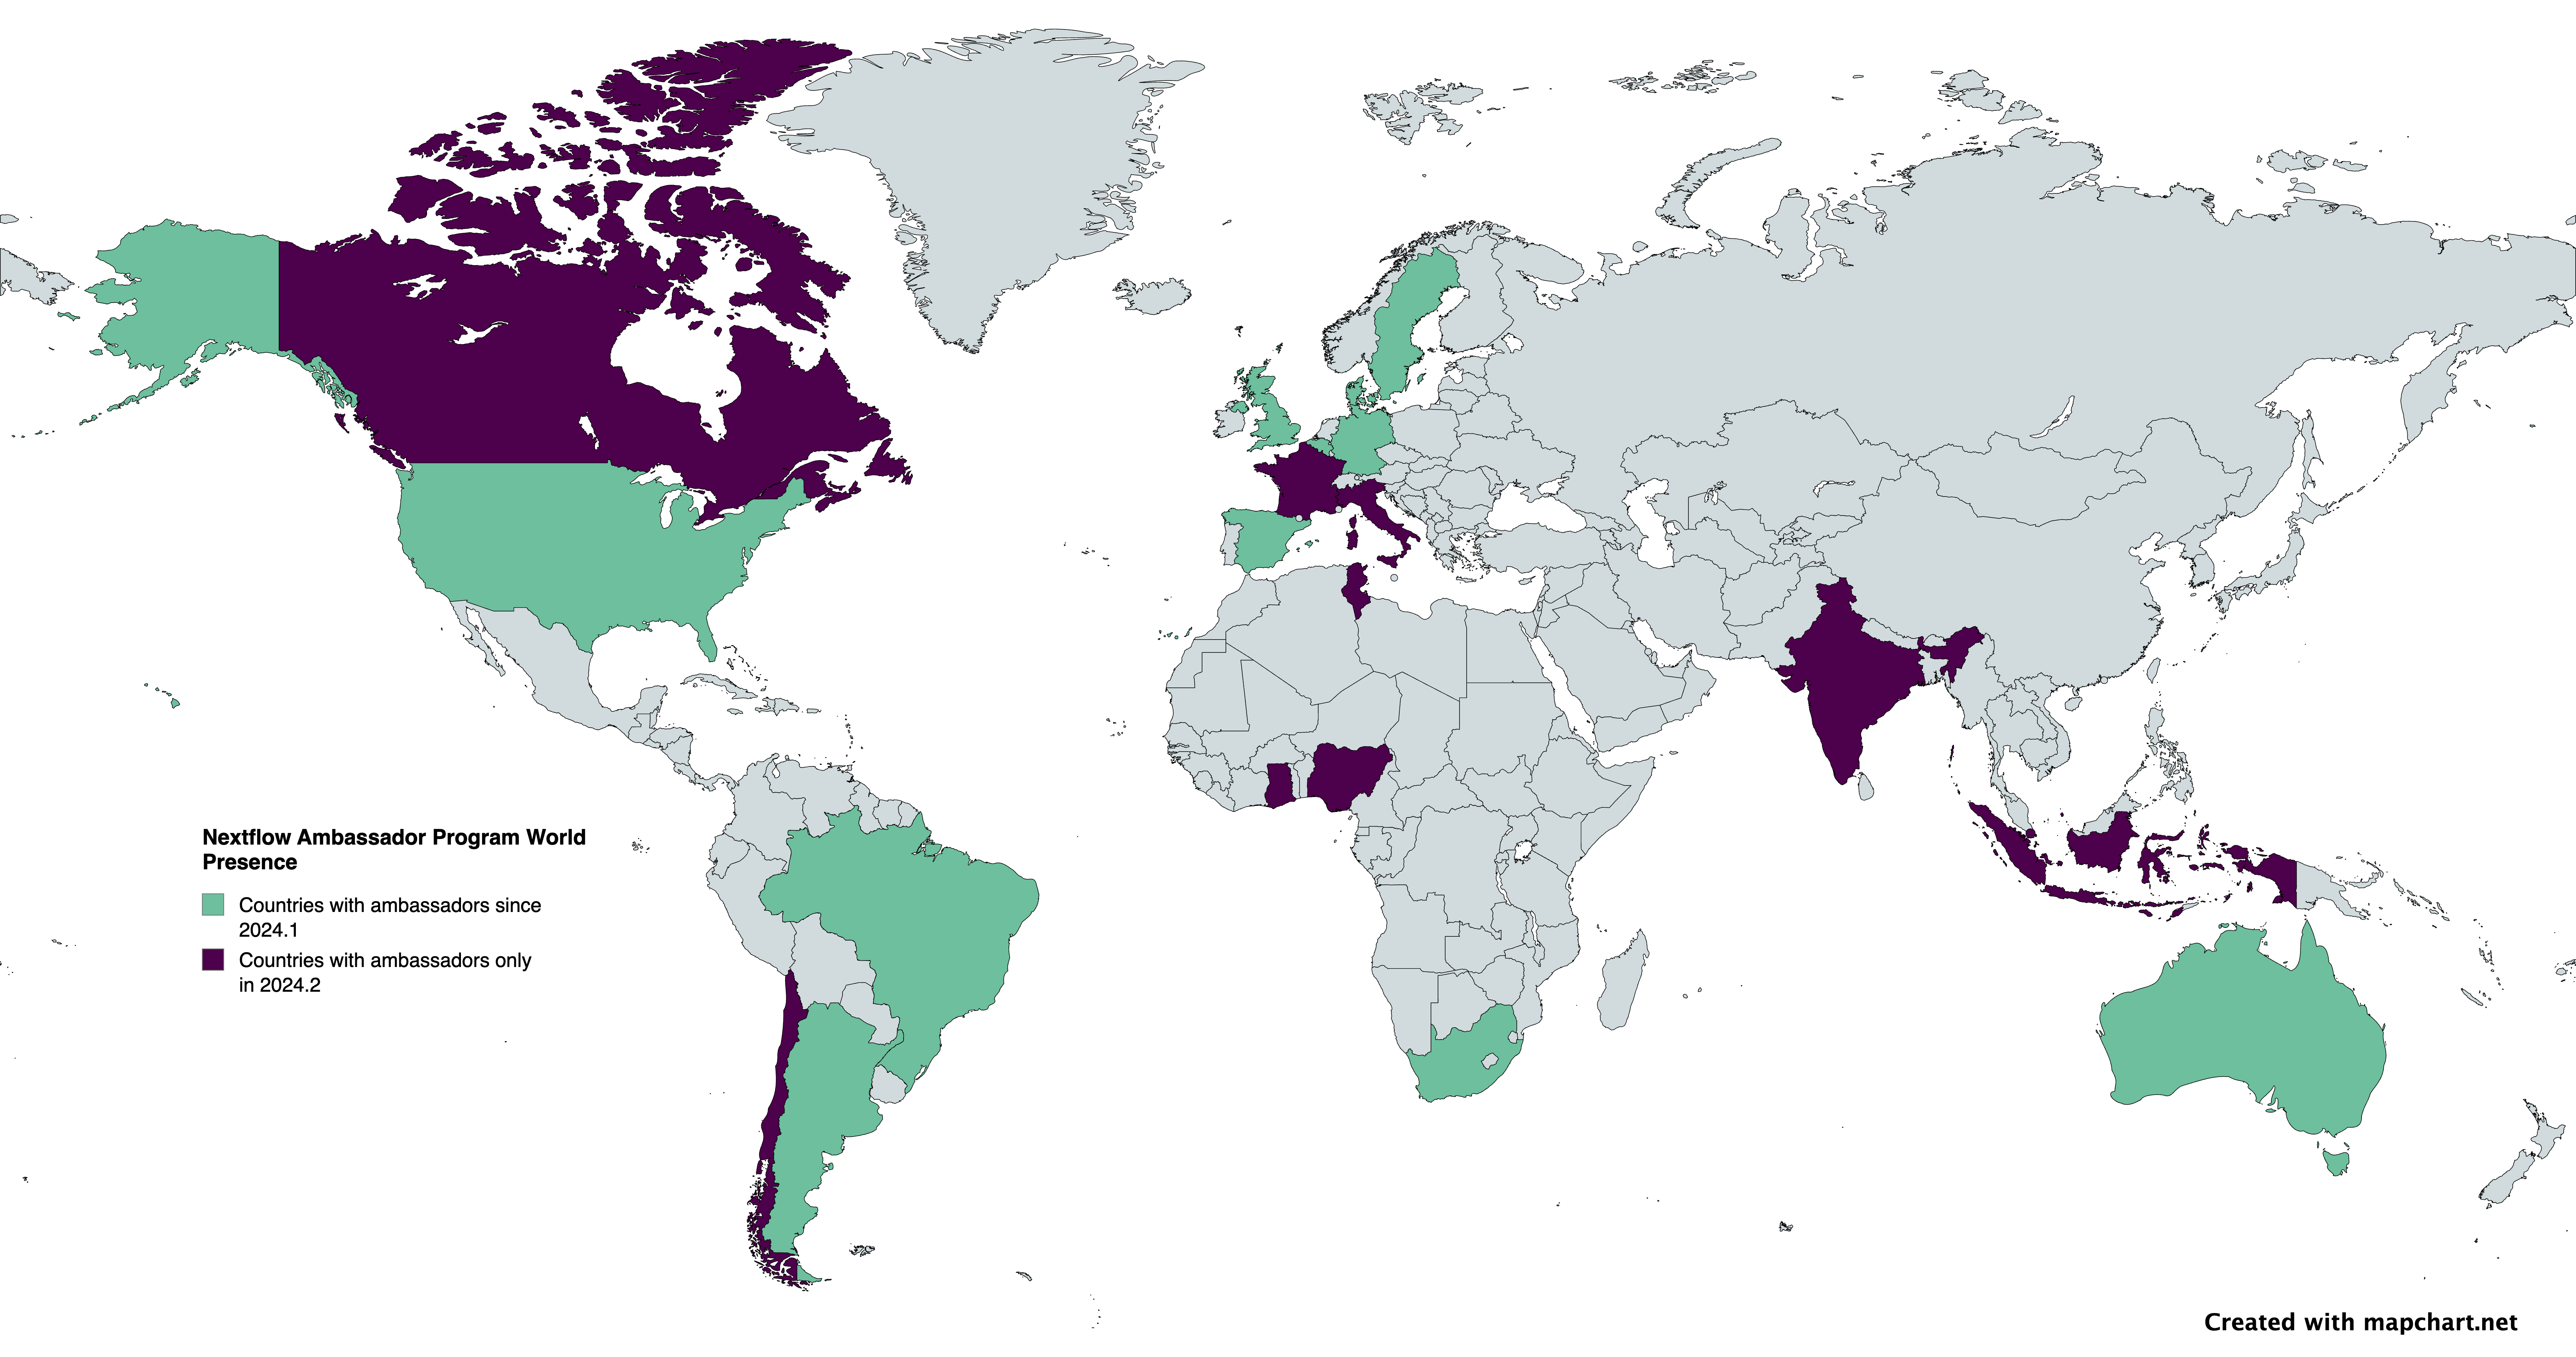 Nextflow Ambassador Program World
Presence
Countries with ambassadors since
2024.1
Countries with ambassadors only
in 2024.2
Created with mapchart.net